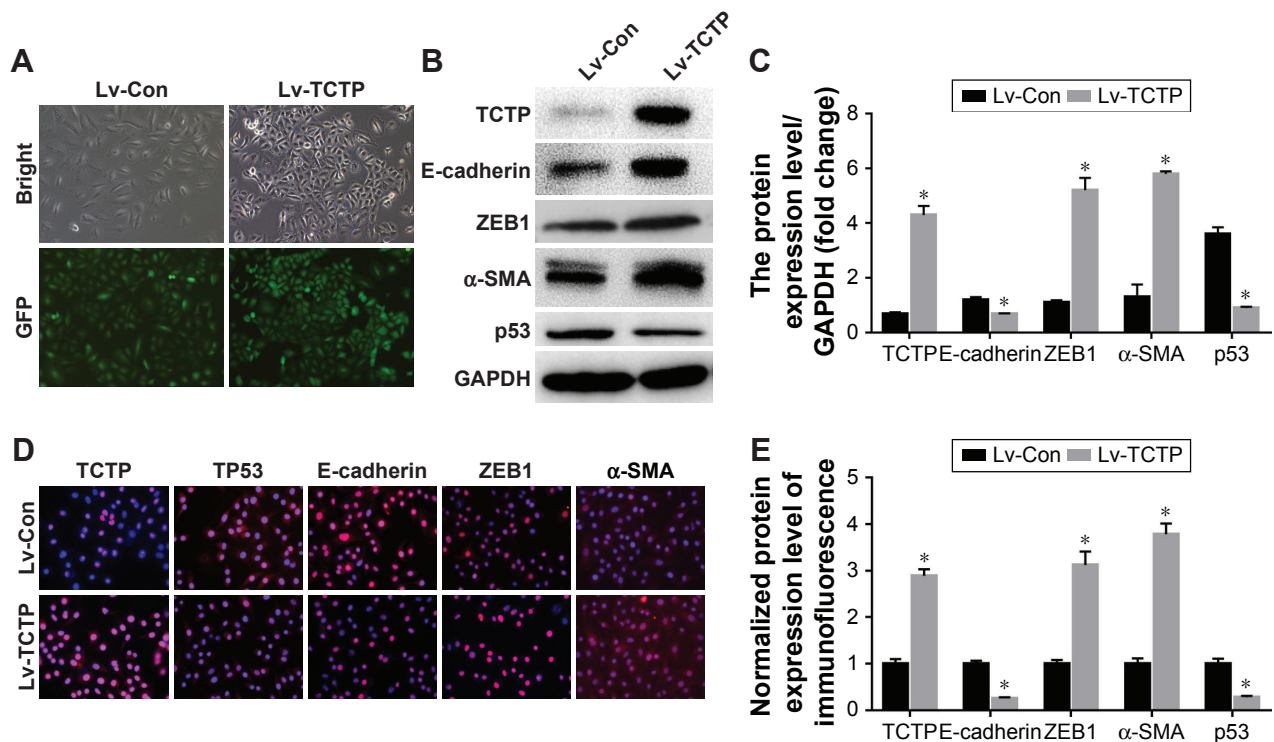 A
Lv-Con Lv-TCTP
Bright
GFP
B
Lv-Con Lv-TCTP
TCTP
E-cadherin
ZEB1
α-SMA
p53
GAPDH
C
Lv-Con Lv-TCTP
The protein
expression level/
GAPDH (fold change)
8
6
4
2
0
* * * * *
TCTP E-cadherin ZEB1 α-SMA p53
D
TCTP TP53 E-cadherin ZEB1 α-SMA
Lv-Con
Lv-TCTP
E
Lv-Con Lv-TCTP
Normalized protein
expression level of
immunofluorescence
5
4
3
2
1
0
* * * * *
TCTP E-cadherin ZEB1 α-SMA p53